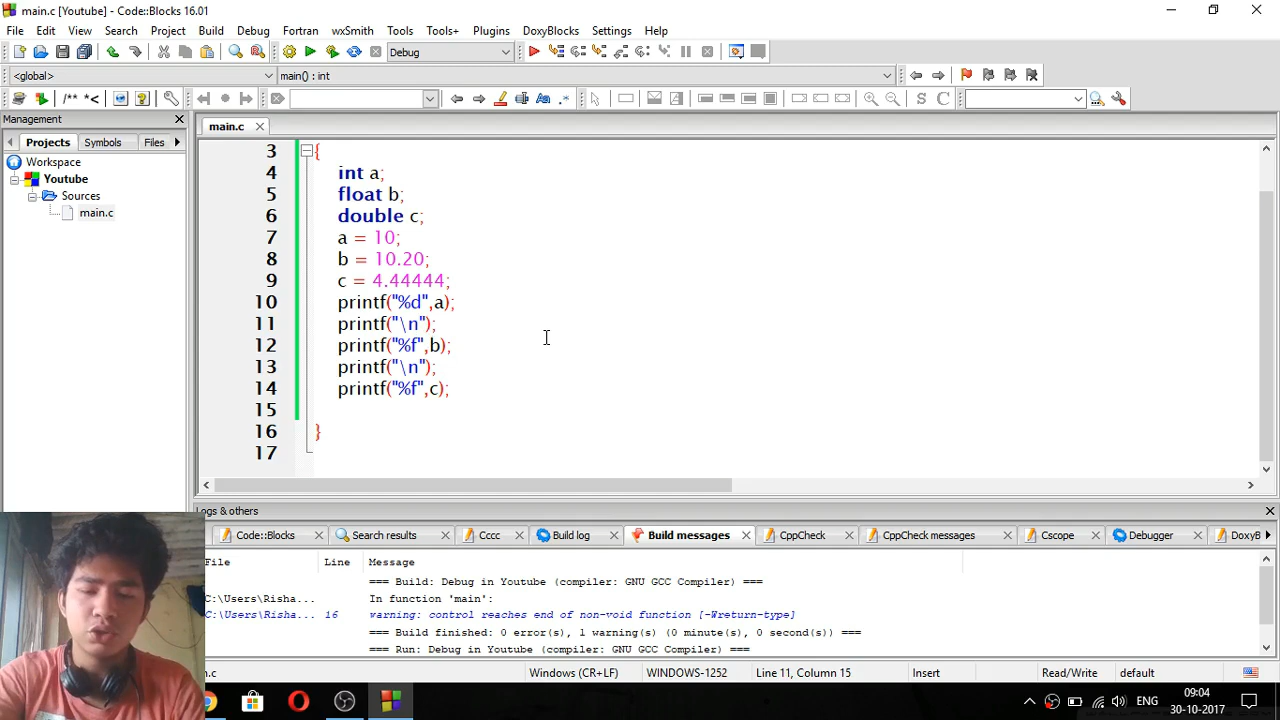 main.c [Youtube] - Code::Blocks 16.01
File Edit View Search Project Build Debug Fortran wxSmith Tools Tools+ Plugins DoxyBlocks Settings Help
Debug
<global> main() : int
/** *<
S C
Management
main.c
Projects Symbols Files
Workspace
Youtube
Sources
main.c
3 {
4 int a;
5 float b;
6 double c;
7 a = 10;
8 b = 10.20;
9 c = 4.44444;
10 printf("%d",a);
11 printf("\n");
12 printf("%f",b);
13 printf("\n");
14 printf("%f",c);
15
16 }
17
Logs & others
Code::Blocks Search results Cccc Build log Build messages CppCheck CppCheck messages Cscope Debugger DoxyB
File Line Message
=== Build: Debug in Youtube (compiler: GNU GCC Compiler) ===
C:\Users\Risha... In function 'main':
C:\Users\Risha... 16 warning: control reaches end of non-void function [-Wreturn-type]
=== Build finished: 0 error(s), 1 warning(s) (0 minute(s), 0 second(s)) ===
=== Run: Debug in Youtube (compiler: GNU GCC Compiler) ===
.c Windows (CR+LF) WINDOWS-1252 Line 11, Column 15 Insert Read/Write default
ENG
09:04
30-10-2017